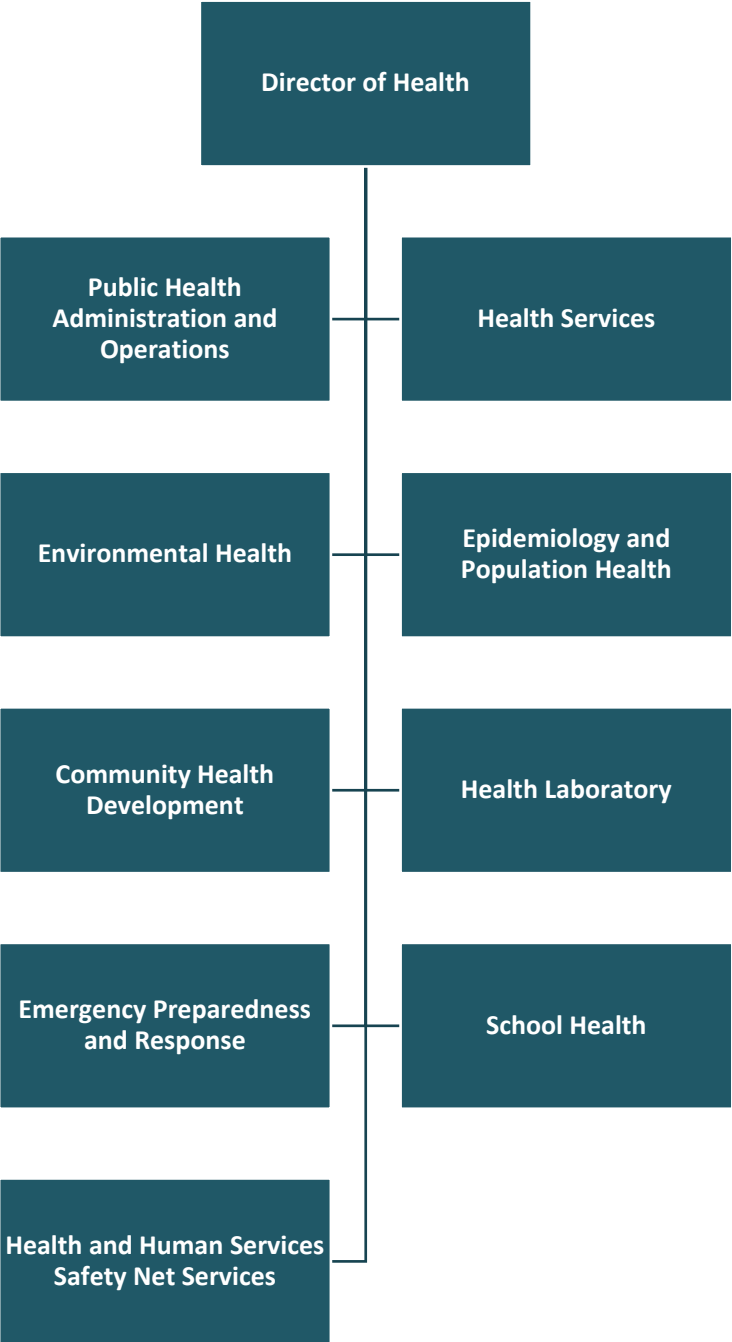 Director of Health
Public Health
Administration and
Operations
Health Services
Environmental Health
Epidemiology and
Population Health
Community Health
Development
Health Laboratory
Emergency Preparedness
and Response
School Health
Health and Human Services
Safety Net Services